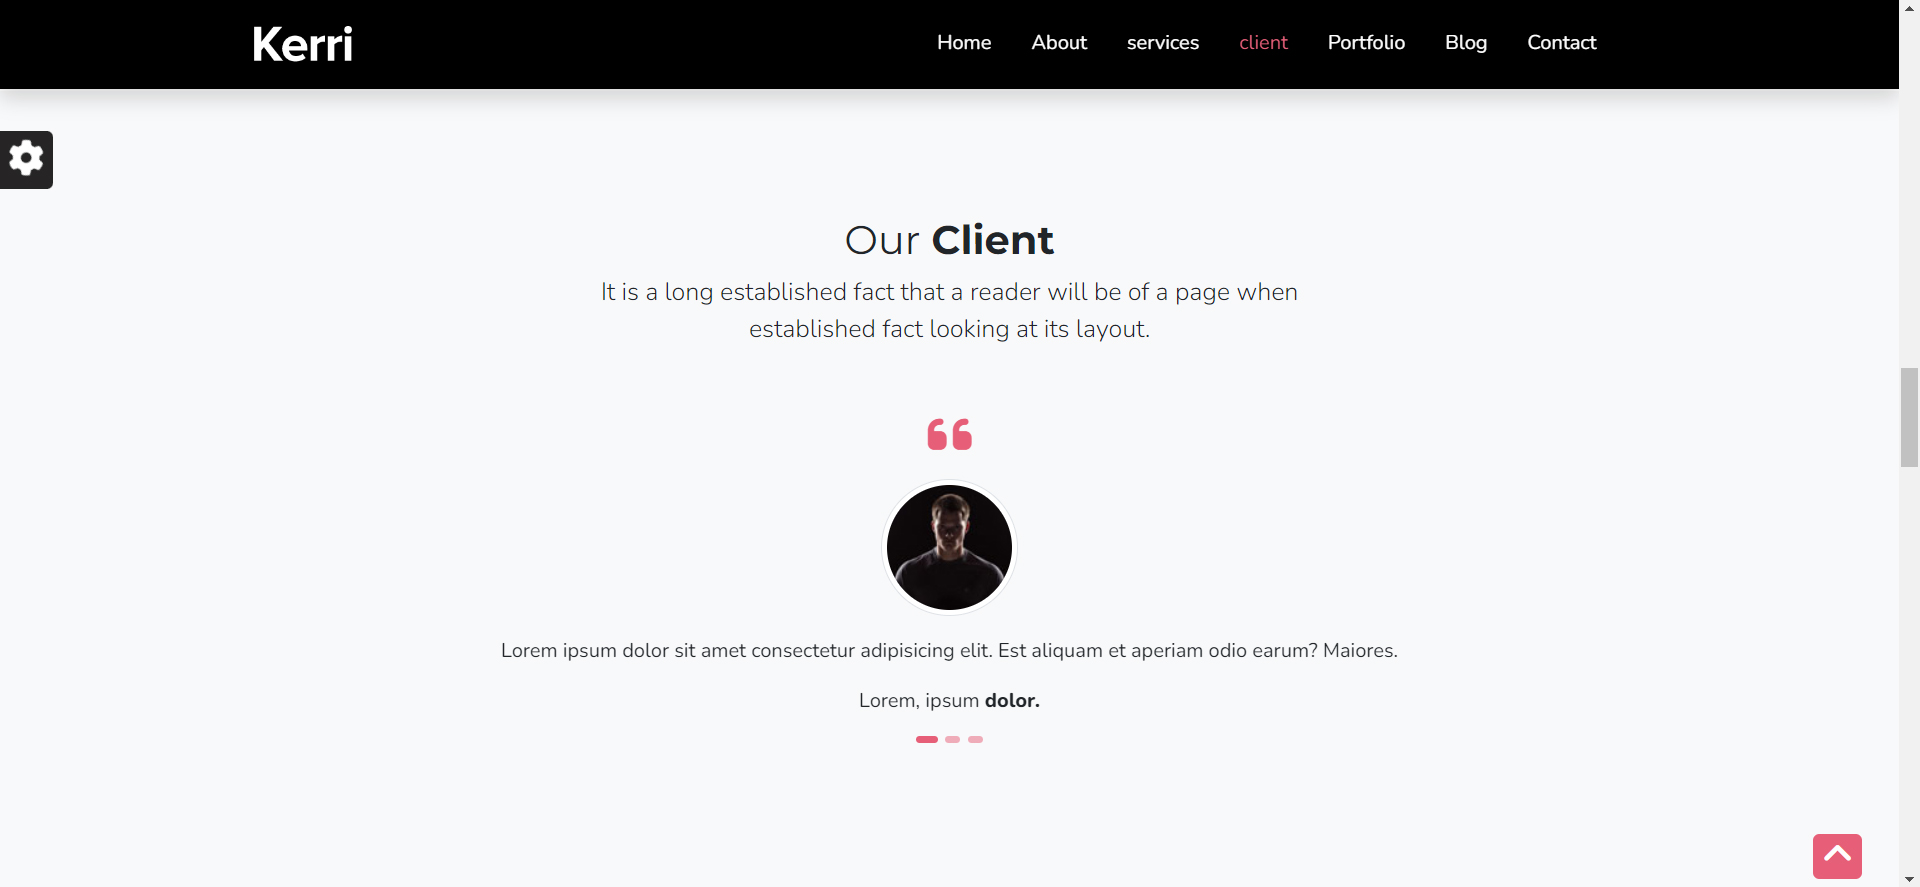 Kerri
Home About services client Portfolio Blog Contact
Our Client
It is a long established fact that a reader will be of a page when
established fact looking at its layout.
Lorem ipsum dolor sit amet consectetur adipisicing elit. Est aliquam et aperiam odio earum? Maiores.
Lorem, ipsum dolor.